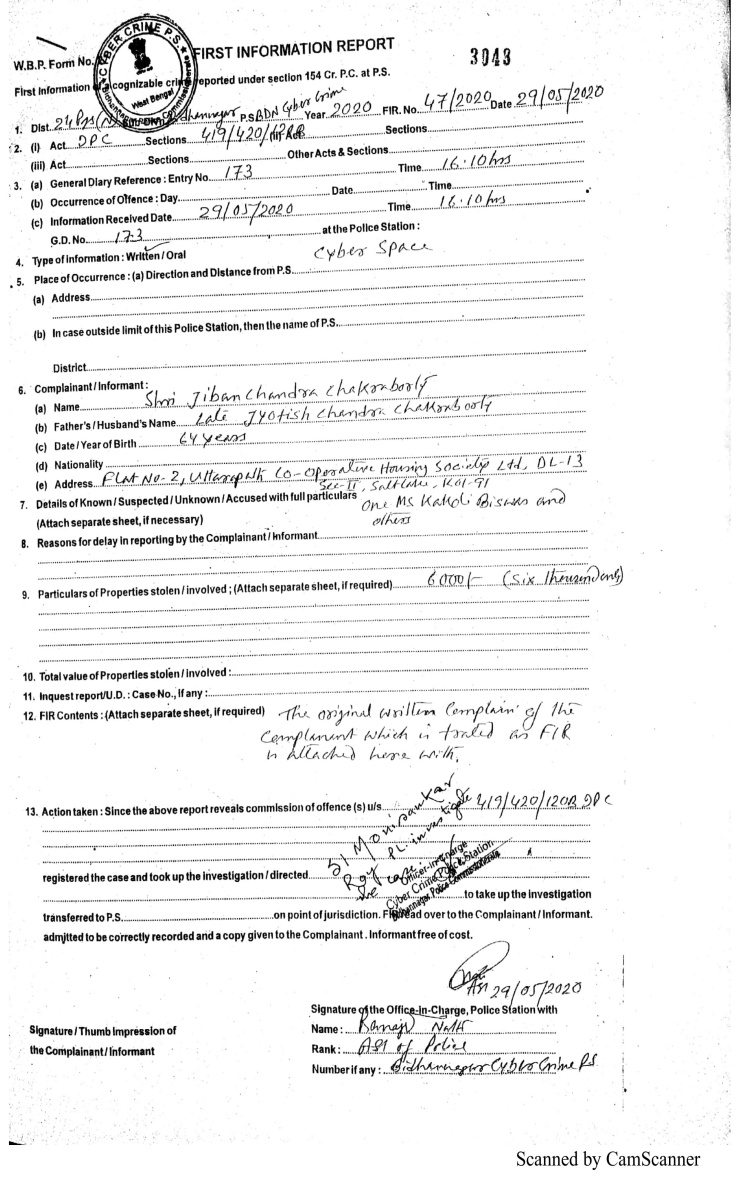 CYBER CRIME P.S.
West Bengal
W.B.P. Form No.
FIRST INFORMATION REPORT
3043
First Information of a cognizable crime reported under section 154 Cr. P.C. at P.S.
1. Dist. 24 Pgs (N) P.S BDN Cyber Crime Year 2020 FIR. No. 47/2020 Date 29/05/2020
2. (i) Act IPC Sections 419/420/ Sections
(iii) Act Sections Other Acts & Sections
3. (a) General Diary Reference : Entry No. 173 Time 16.10 hrs
(b) Occurrence of Offence : Day Date Time
(c) Information Received Date 29/05/2020 Time 16.10 hrs
G.D. No. 173 at the Police Station :
4. Type of information : Written / Oral
5. Place of Occurrence : (a) Direction and Distance from P.S. Cyber Space
(a) Address
(b) In case outside limit of this Police Station, then the name of P.S.
District
6. Complainant / Informant :
(a) Name Shri Jiban Chandra Chakraborty
(b) Father's / Husband's Name Late Jyotish Chandra Chakraborty
(c) Date / Year of Birth 64 years
(d) Nationality
(e) Address Flat No-2, Uttarapath Co-Operative Housing Society Ltd, DL-13
Sec-II, Saltlake, Kol-91
7. Details of Known / Suspected / Unknown / Accused with full particulars One Ms Kakoli Biswas and
(Attach separate sheet, if necessary) others
8. Reasons for delay in reporting by the Complainant / Informant
9. Particulars of Properties stolen / involved ; (Attach separate sheet, if required) 6000/- (Six thousand only)
10. Total value of Properties stolen / involved :
11. Inquest report/U.D. : Case No., If any :
12. FIR Contents : (Attach separate sheet, if required) The original written Complain of the
Complanent which is trated as FIR
is attached here with.
13. Action taken : Since the above report reveals commission of offence (s) u/s 419/420/120B IPC
SI Monisankar
Roy PL. investigate
the case.
registered the case and took up the investigation / directed
Officer-in-Charge
Cyber Crime Police Station
Bidhannagar Police Commissionerate
to take up the investigation
transferred to P.S. on point of jurisdiction. FIR read over to the Complainant / Informant.
admitted to be correctly recorded and a copy given to the Complainant. Informant free of cost.
ASI 29/05/2020
Signature of the Office-in-Charge, Police Station with
Signature / Thumb Impression of
the Complainant / Informant
Name : Nath
Rank : ASI of Police
Number if any : Bidhannagar Cyber Crime PS
Scanned by CamScanner